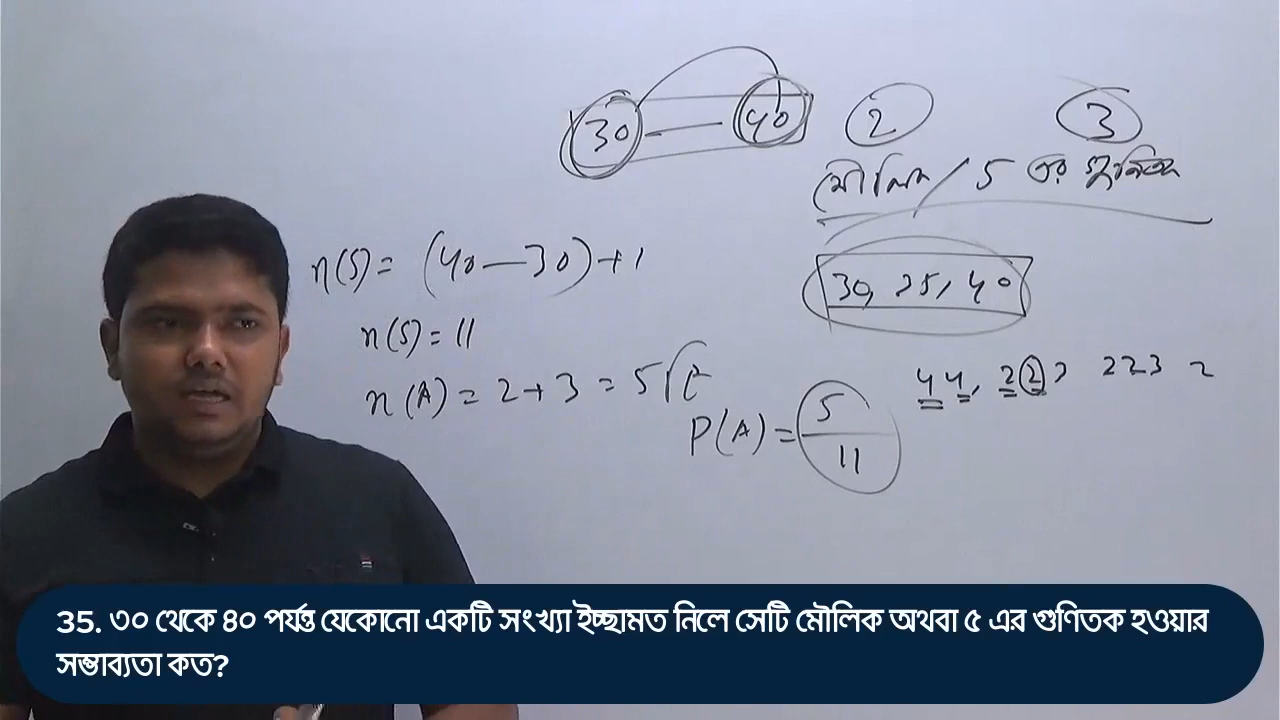 30 — 40 2 3
মৌলিক / 5 এর গুণিতক
n(S) = (40 — 30) + 1
30, 35, 40
n(S) = 11
44, 22 223 2
n(A) = 2 + 3 = 5
P(A) = 5/11
35. ৩০ থেকে ৪০ পর্যন্ত যেকোনো একটি সংখ্যা ইচ্ছামত নিলে সেটি মৌলিক অথবা ৫ এর গুণিতক হওয়ার
সম্ভাব্যতা কত?